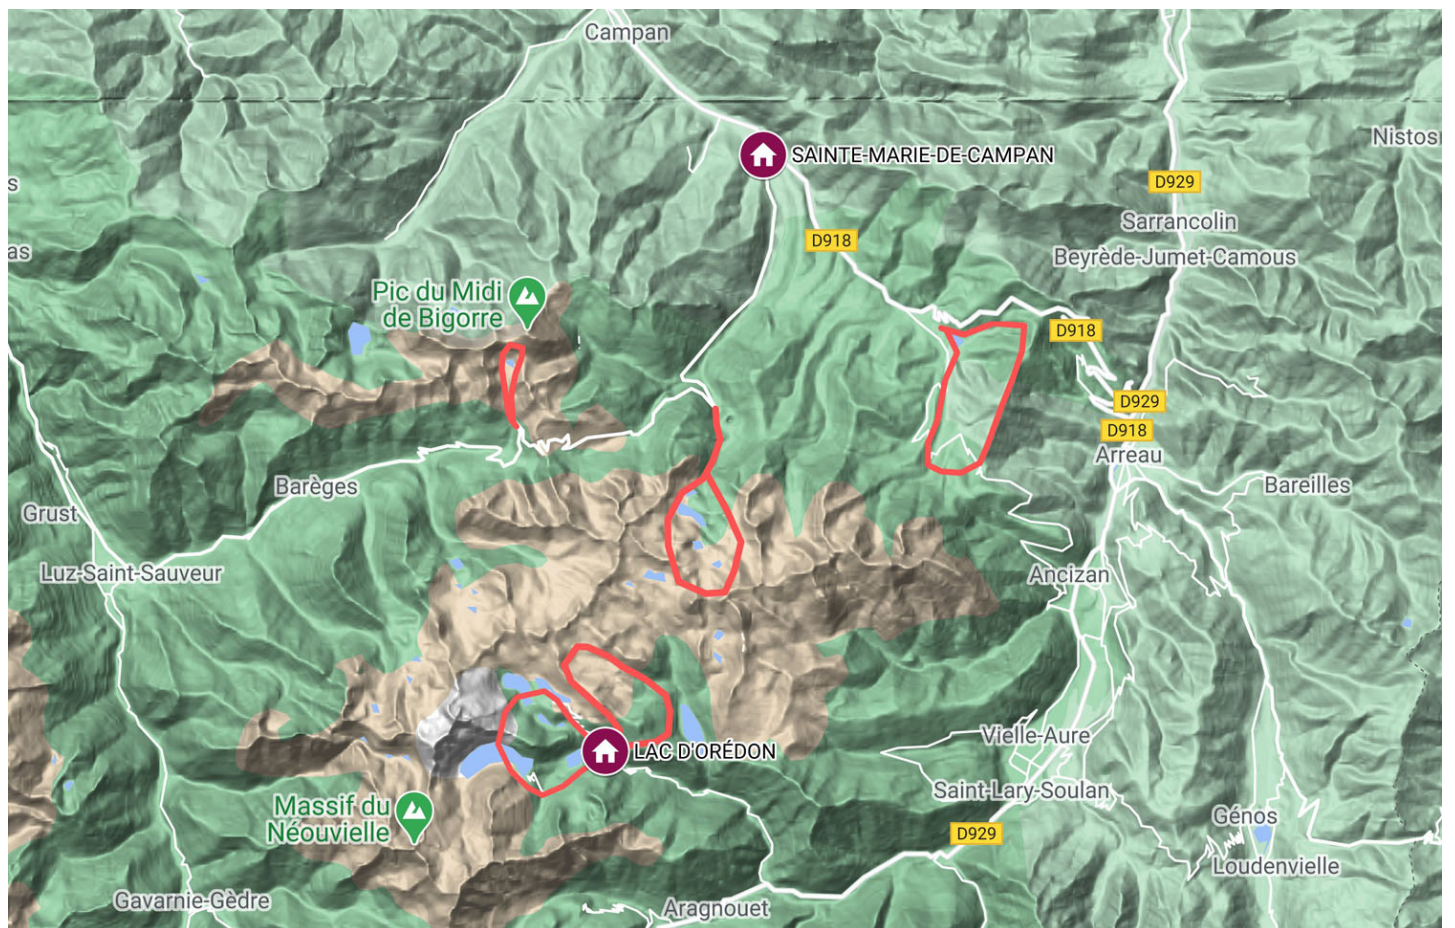 Campan
Nistos
SAINTE-MARIE-DE-CAMPAN
s
D929
Sarrancolin
D918
as
Beyrède-Jumet-Camous
Pic du Midi
de Bigorre
D918
D929
D918
Arreau
Barèges
Bareilles
Grust
Luz-Saint-Sauveur
Ancizan
Vielle-Aure
LAC D'ORÉDON
Saint-Lary-Soulan
Massif du
Néouvielle
Génos
D929
Loudenvielle
Gavarnie-Gèdre
Aragnouet